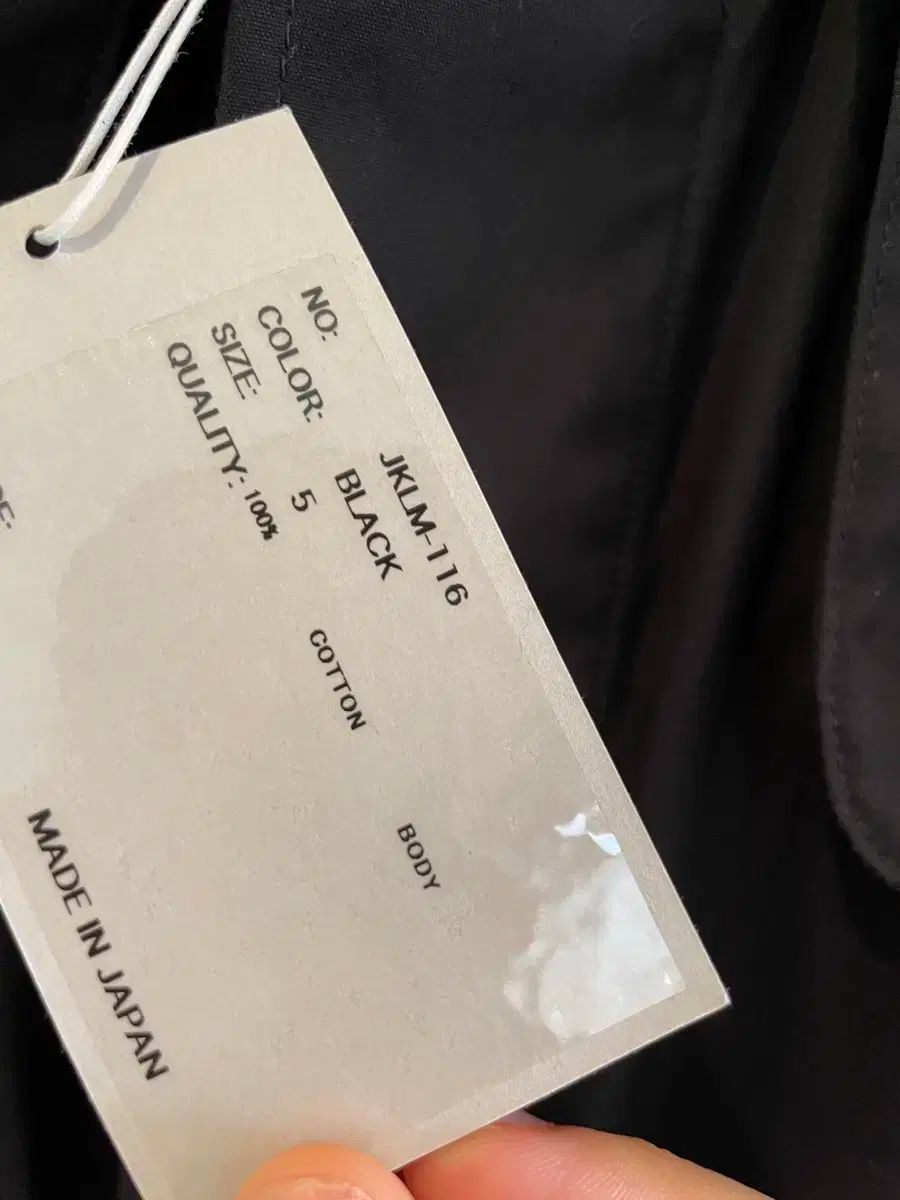 NO: JKLM-116
COLOR: BLACK
SIZE: 5
QUALITY: 100% COTTON BODY
E:
MADE IN JAPAN